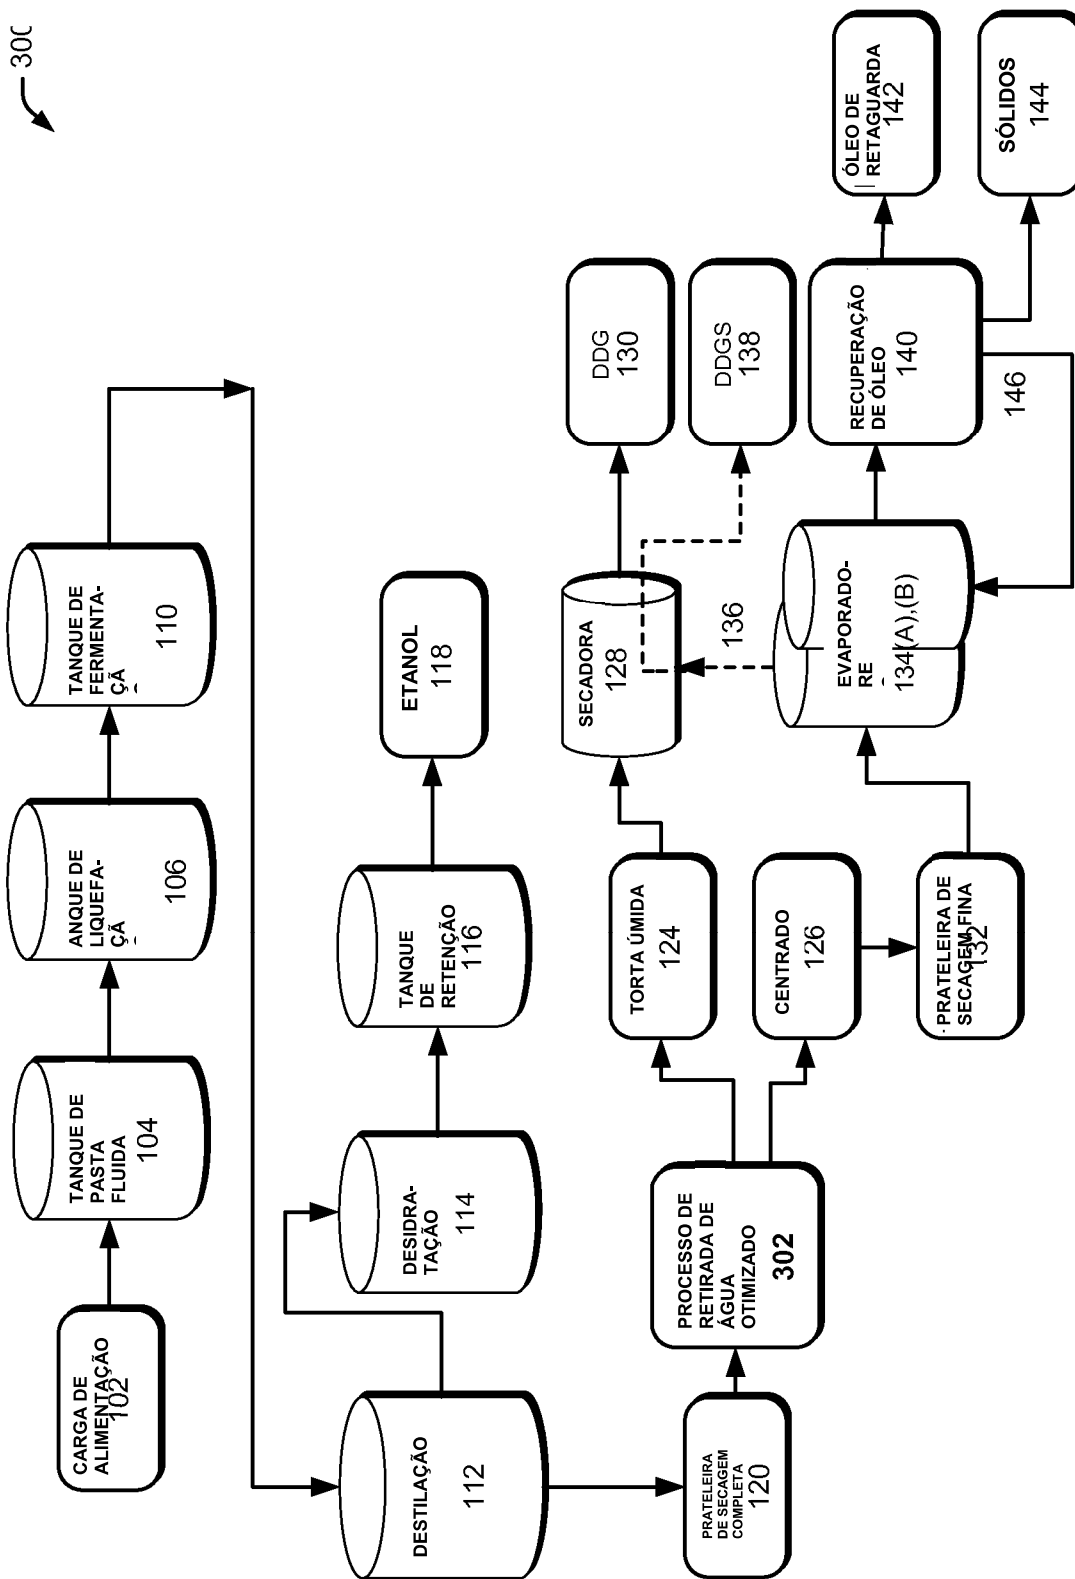 300
CARGA DE
ALIMENTAÇÃO
102
TANQUE DE
PASTA
FLUIDA
104
ANQUE DE
LIQUEFA-
ÇÃ
106
TANQUE DE
FERMENTA-
ÇÃ
110
DESTILAÇÃO
112
DESIDRA-
TAÇÃO
114
TANQUE
DE
RETENÇÃO
116
ETANOL
118
PRATELEIRA
DE SECAGEM
COMPLETA
120
PROCESSO DE
RETIRADA DE
ÁGUA
OTIMIZADO
302
TORTA ÚMIDA
124
CENTRADO
126
PRATELEIRA DE
SECAGEM FINA
132
SECADORA
128
136
EVAPORADO-
RE
134(A),(B)
DDG
130
DDGS
138
RECUPERAÇÃO
DE ÓLEO
140
146
ÓLEO DE
RETAGUARDA
142
SÓLIDOS
144